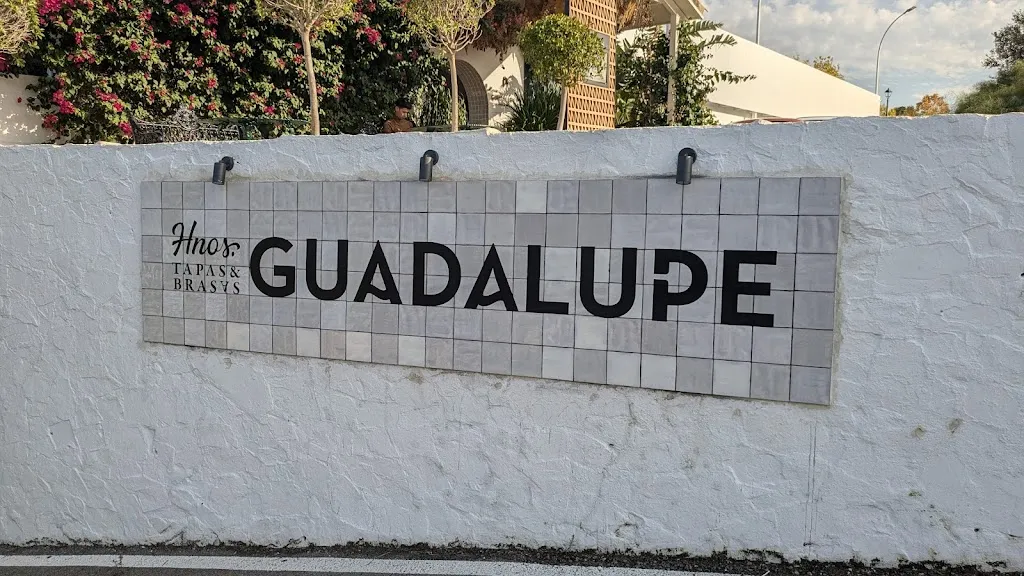 Hnos.
TAPAS &
BRASAS
GUADALUPE